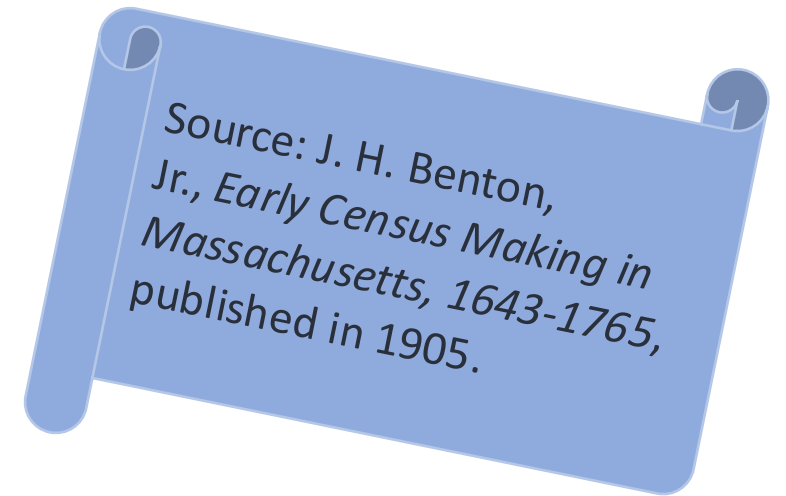 Source: J. H. Benton,
Jr., Early Census Making in
Massachusetts, 1643-1765,
published in 1905.